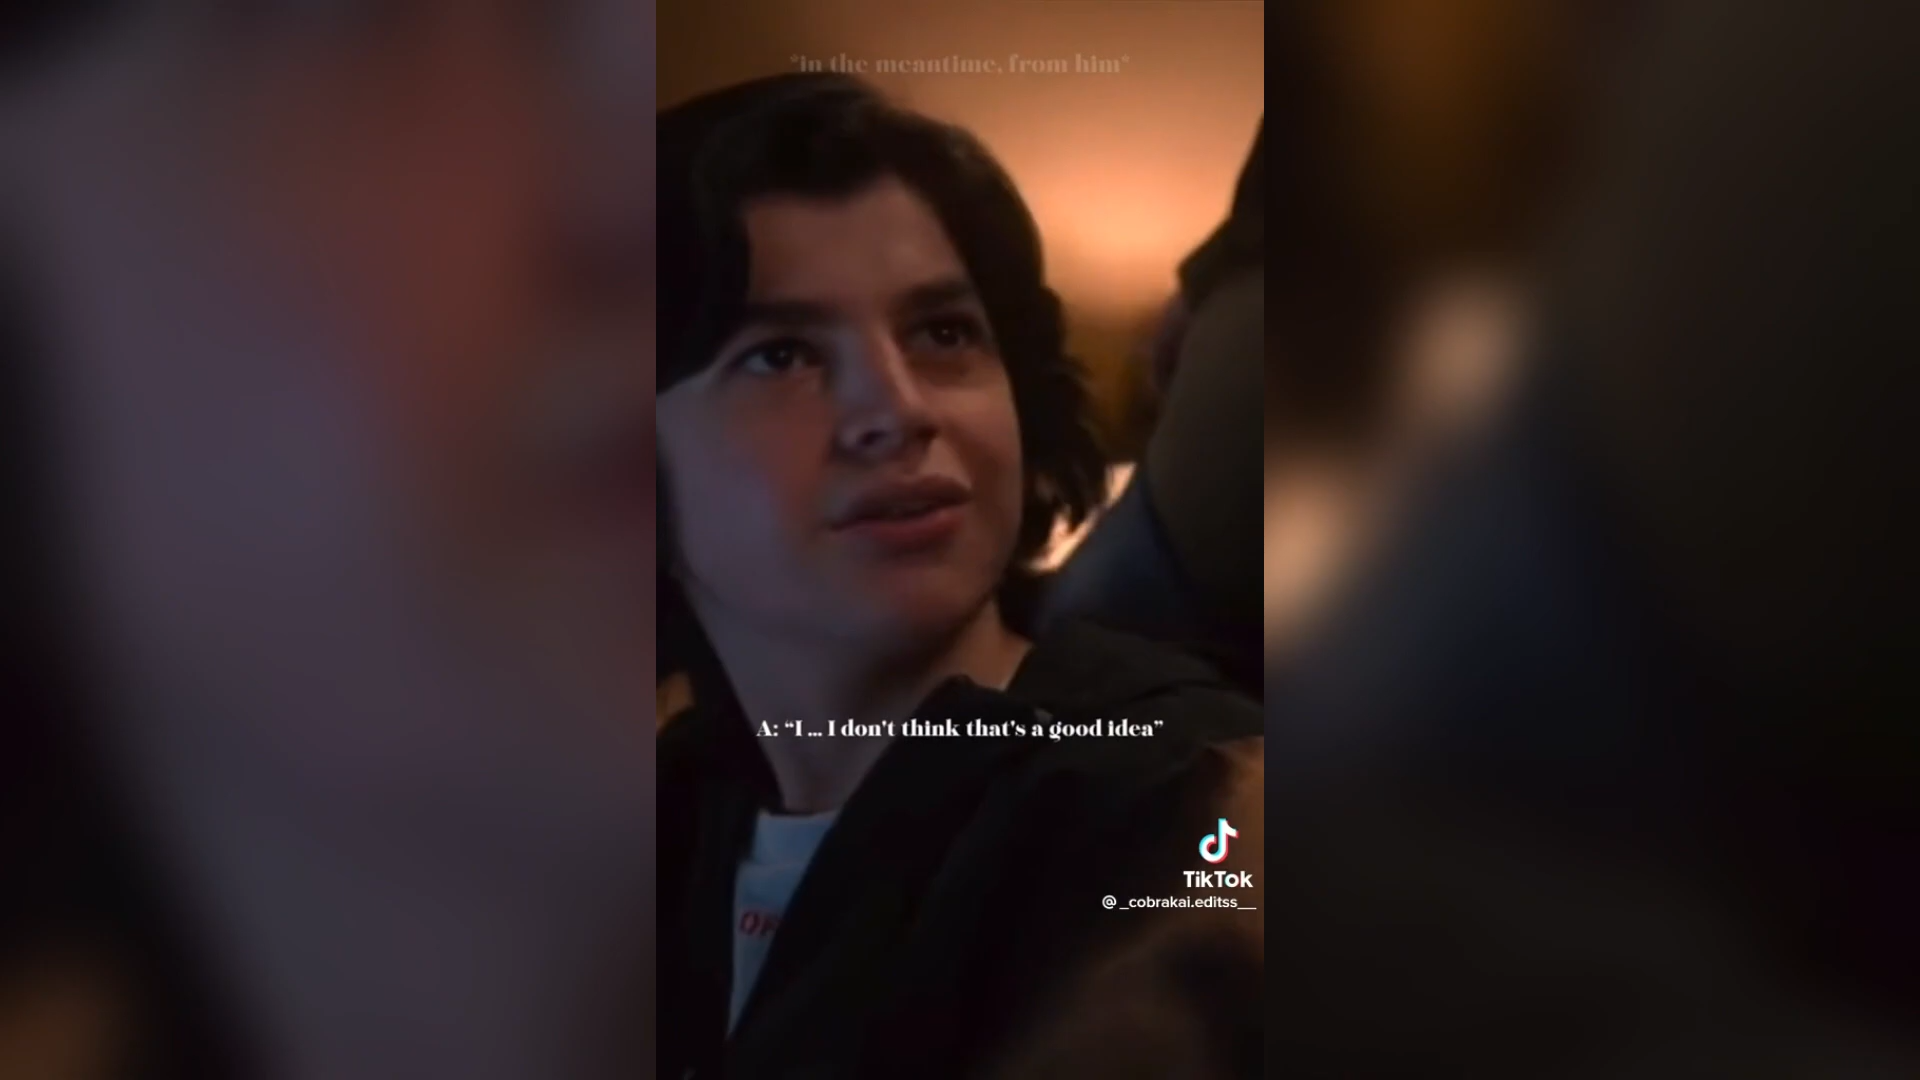 *in the meantime, from him*
A: “I ... I don't think that's a good idea”
TikTok
@ _cobrakai.editss__